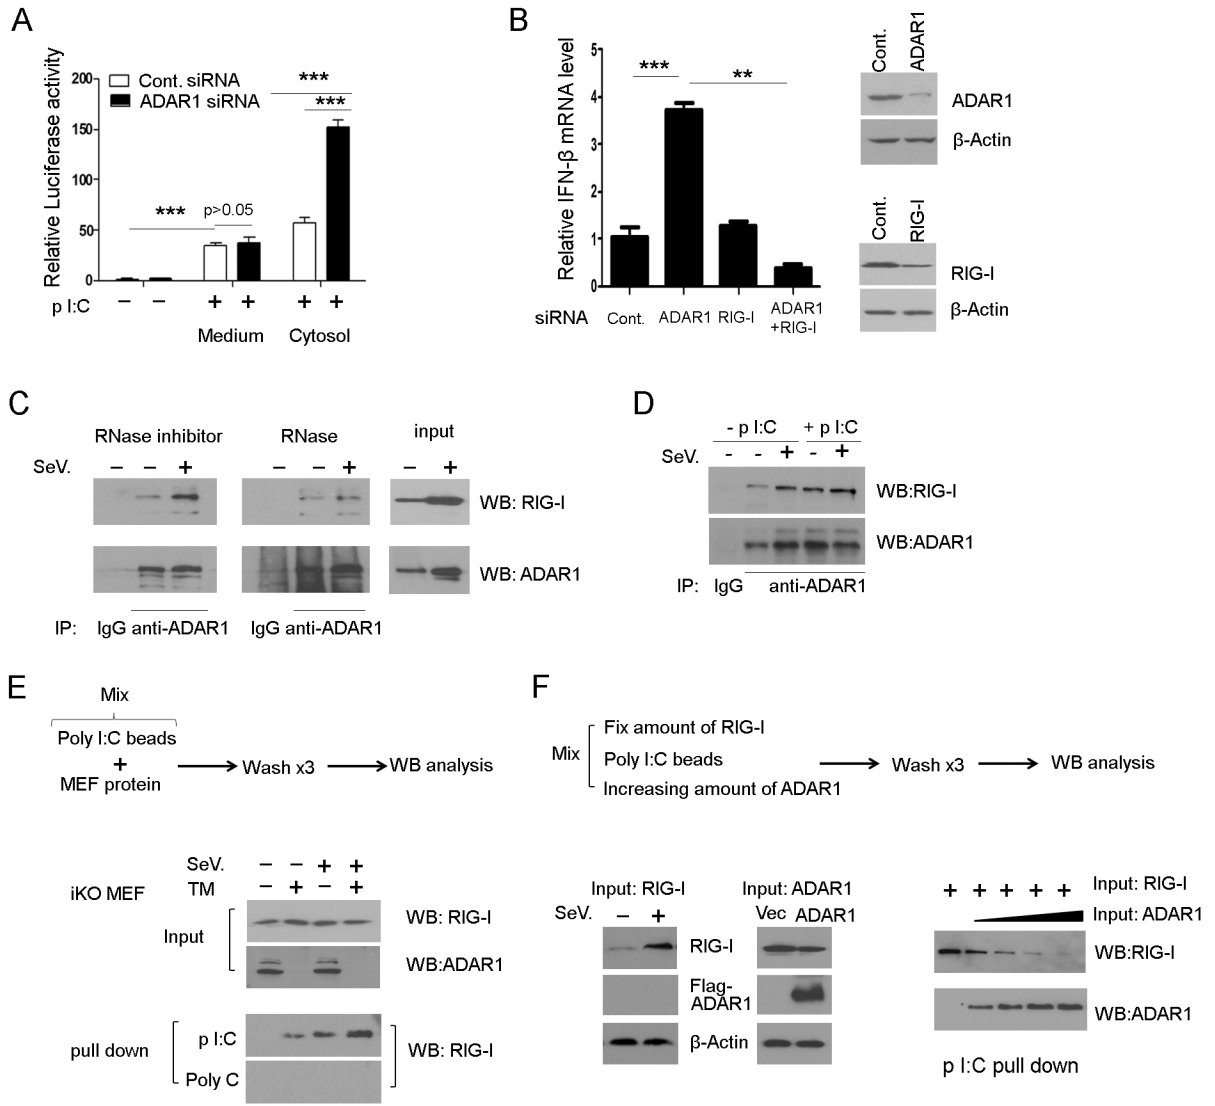 A
Relative Luciferase activity
200
150
100
50
0
Cont. siRNA
ADAR1 siRNA
***
***
***
p>0.05
p I:C − − + + + +
Medium Cytosol
B
Relative IFN-β mRNA level
5
4
3
2
1
0
*** **
siRNA Cont. ADAR1 RIG-I ADAR1
+RIG-I
Cont. ADAR1
ADAR1
β-Actin
Cont. RIG-I
RIG-I
β-Actin
C
RNase inhibitor RNase input
SeV. − − + − − + − +
WB: RIG-I
WB: ADAR1
IP: IgG anti-ADAR1 IgG anti-ADAR1
D
- p I:C + p I:C
SeV. - - + - +
WB:RIG-I
WB:ADAR1
IP: IgG anti-ADAR1
E
Mix
Poly I:C beads
+
MEF protein
Wash x3
WB analysis
SeV. − − + +
iKO MEF TM − + − +
Input
WB: RIG-I
WB:ADAR1
pull down
p I:C
Poly C
WB: RIG-I
F
Mix
Fix amount of RIG-I
Poly I:C beads
Increasing amount of ADAR1
Wash x3
WB analysis
Input: RIG-I Input: ADAR1
SeV. − + Vec ADAR1
RIG-I
Flag-
ADAR1
β-Actin
+ + + + + Input: RIG-I
Input: ADAR1
WB:RIG-I
WB:ADAR1
p I:C pull down